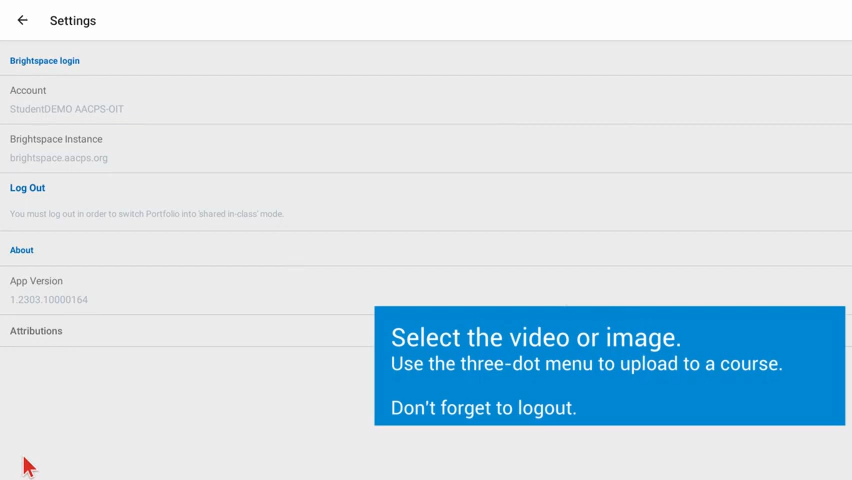 Settings
Brightspace login
Account
StudentDEMO AACPS-OIT
Brightspace Instance
brightspace.aacps.org
Log Out
You must log out in order to switch Portfolio into 'shared in-class' mode.
About
App Version
1.2303.10000164
Attributions
Select the video or image.
Use the three-dot menu to upload to a course.
Don't forget to logout.